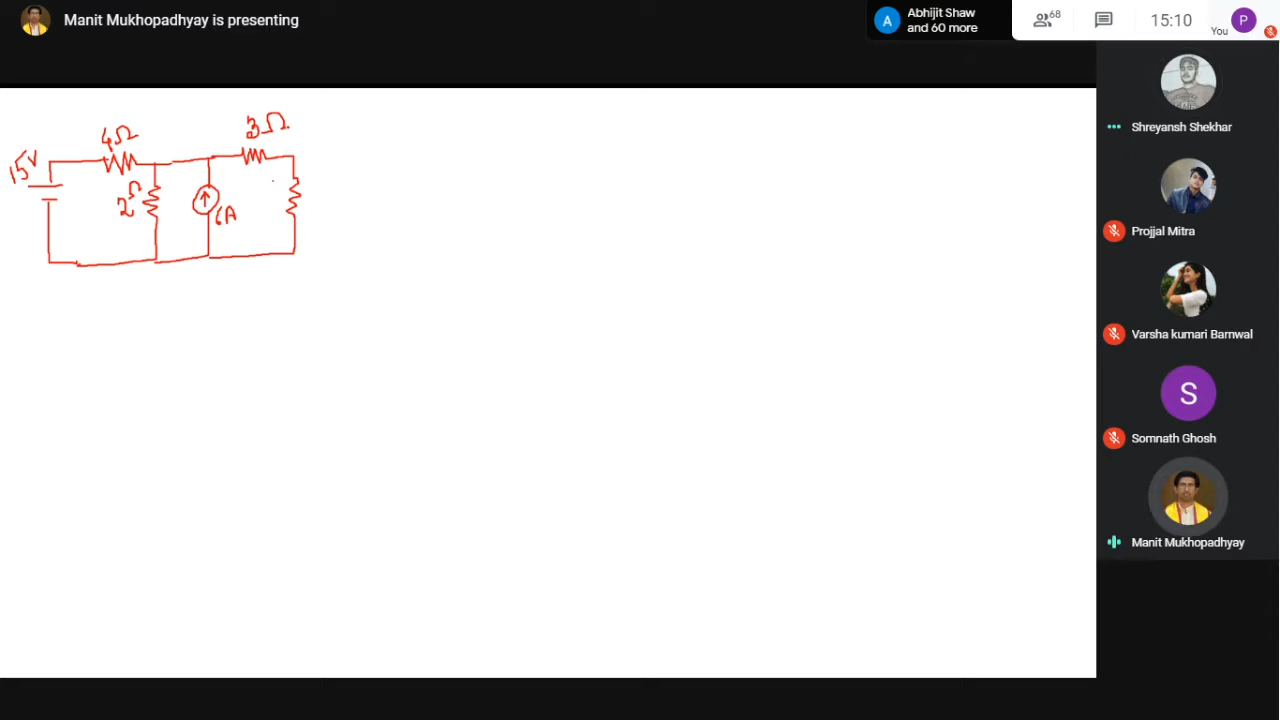 Manit Mukhopadhyay is presenting
A
Abhijit Shaw
and 60 more
68
15:10
You
P
Shreyansh Shekhar
Projjal Mitra
Varsha kumari Barnwal
S
Somnath Ghosh
Manit Mukhopadhyay
4Ω
3Ω
15V
2Ω
6A